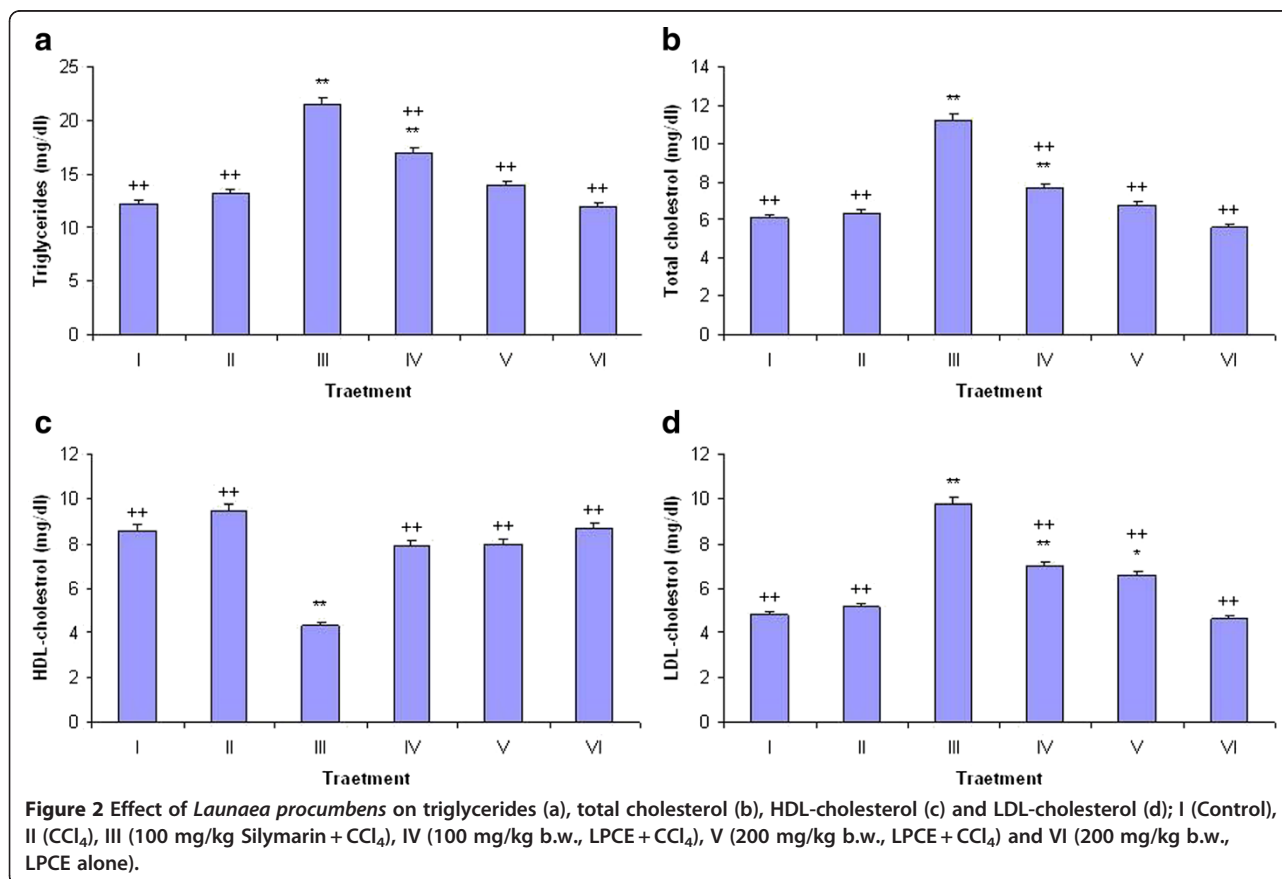 a
25
20
15
10
5
0
Triglycerides (mg/dl)
++
++
**
++
**
++
++
I II III IV V VI
Traetment
b
14
12
10
8
6
4
2
0
Total cholestrol (mg/dl)
++
++
**
++
**
++
++
I II III IV V VI
Traetment
c
12
10
8
6
4
2
0
HDL-cholestrol (mg/dl)
++
++
**
++
++
++
I II III IV V VI
Traetment
d
12
10
8
6
4
2
0
LDL-cholestrol (mg/dl)
++
++
**
++
**
++
*
++
I II III IV V VI
Traetment
Figure 2 Effect of Launaea procumbens on triglycerides (a), total cholesterol (b), HDL-cholesterol (c) and LDL-cholesterol (d); I (Control),
II (CCl₄), III (100 mg/kg Silymarin + CCl₄), IV (100 mg/kg b.w., LPCE + CCl₄), V (200 mg/kg b.w., LPCE + CCl₄) and VI (200 mg/kg b.w.,
LPCE alone).